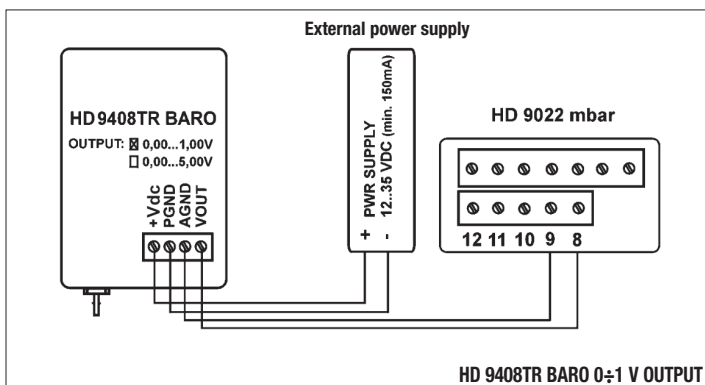 External power supply
HD 9408TR BARO
OUTPUT: ☒ 0,00...1,00V
☐ 0,00...5,00V
+Vdc
PGND
AGND
VOUT
PWR SUPPLY
12..35 VDC (min. 150mA)
+ -
HD 9022 mbar
12 11 10 9 8
HD 9408TR BARO 0÷1 V OUTPUT